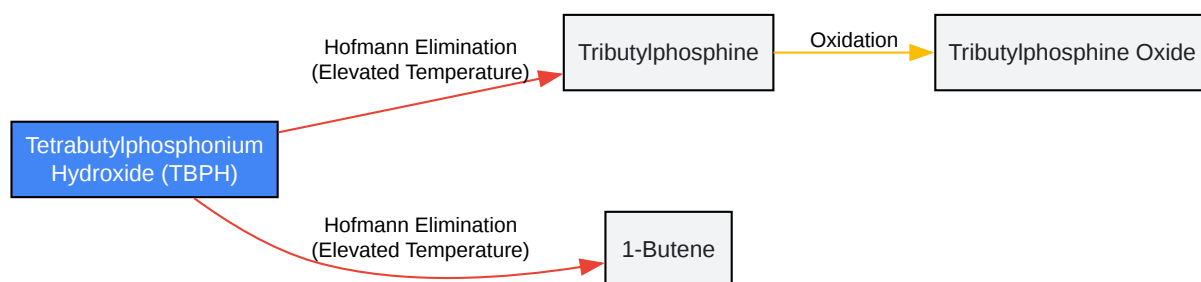 Hofmann Elimination
(Elevated Temperature)
Tributylphosphine
Oxidation
Tributylphosphine Oxide
Tetrabutylphosphonium
Hydroxide (TBPH)
Hofmann Elimination
(Elevated Temperature)
1-Butene